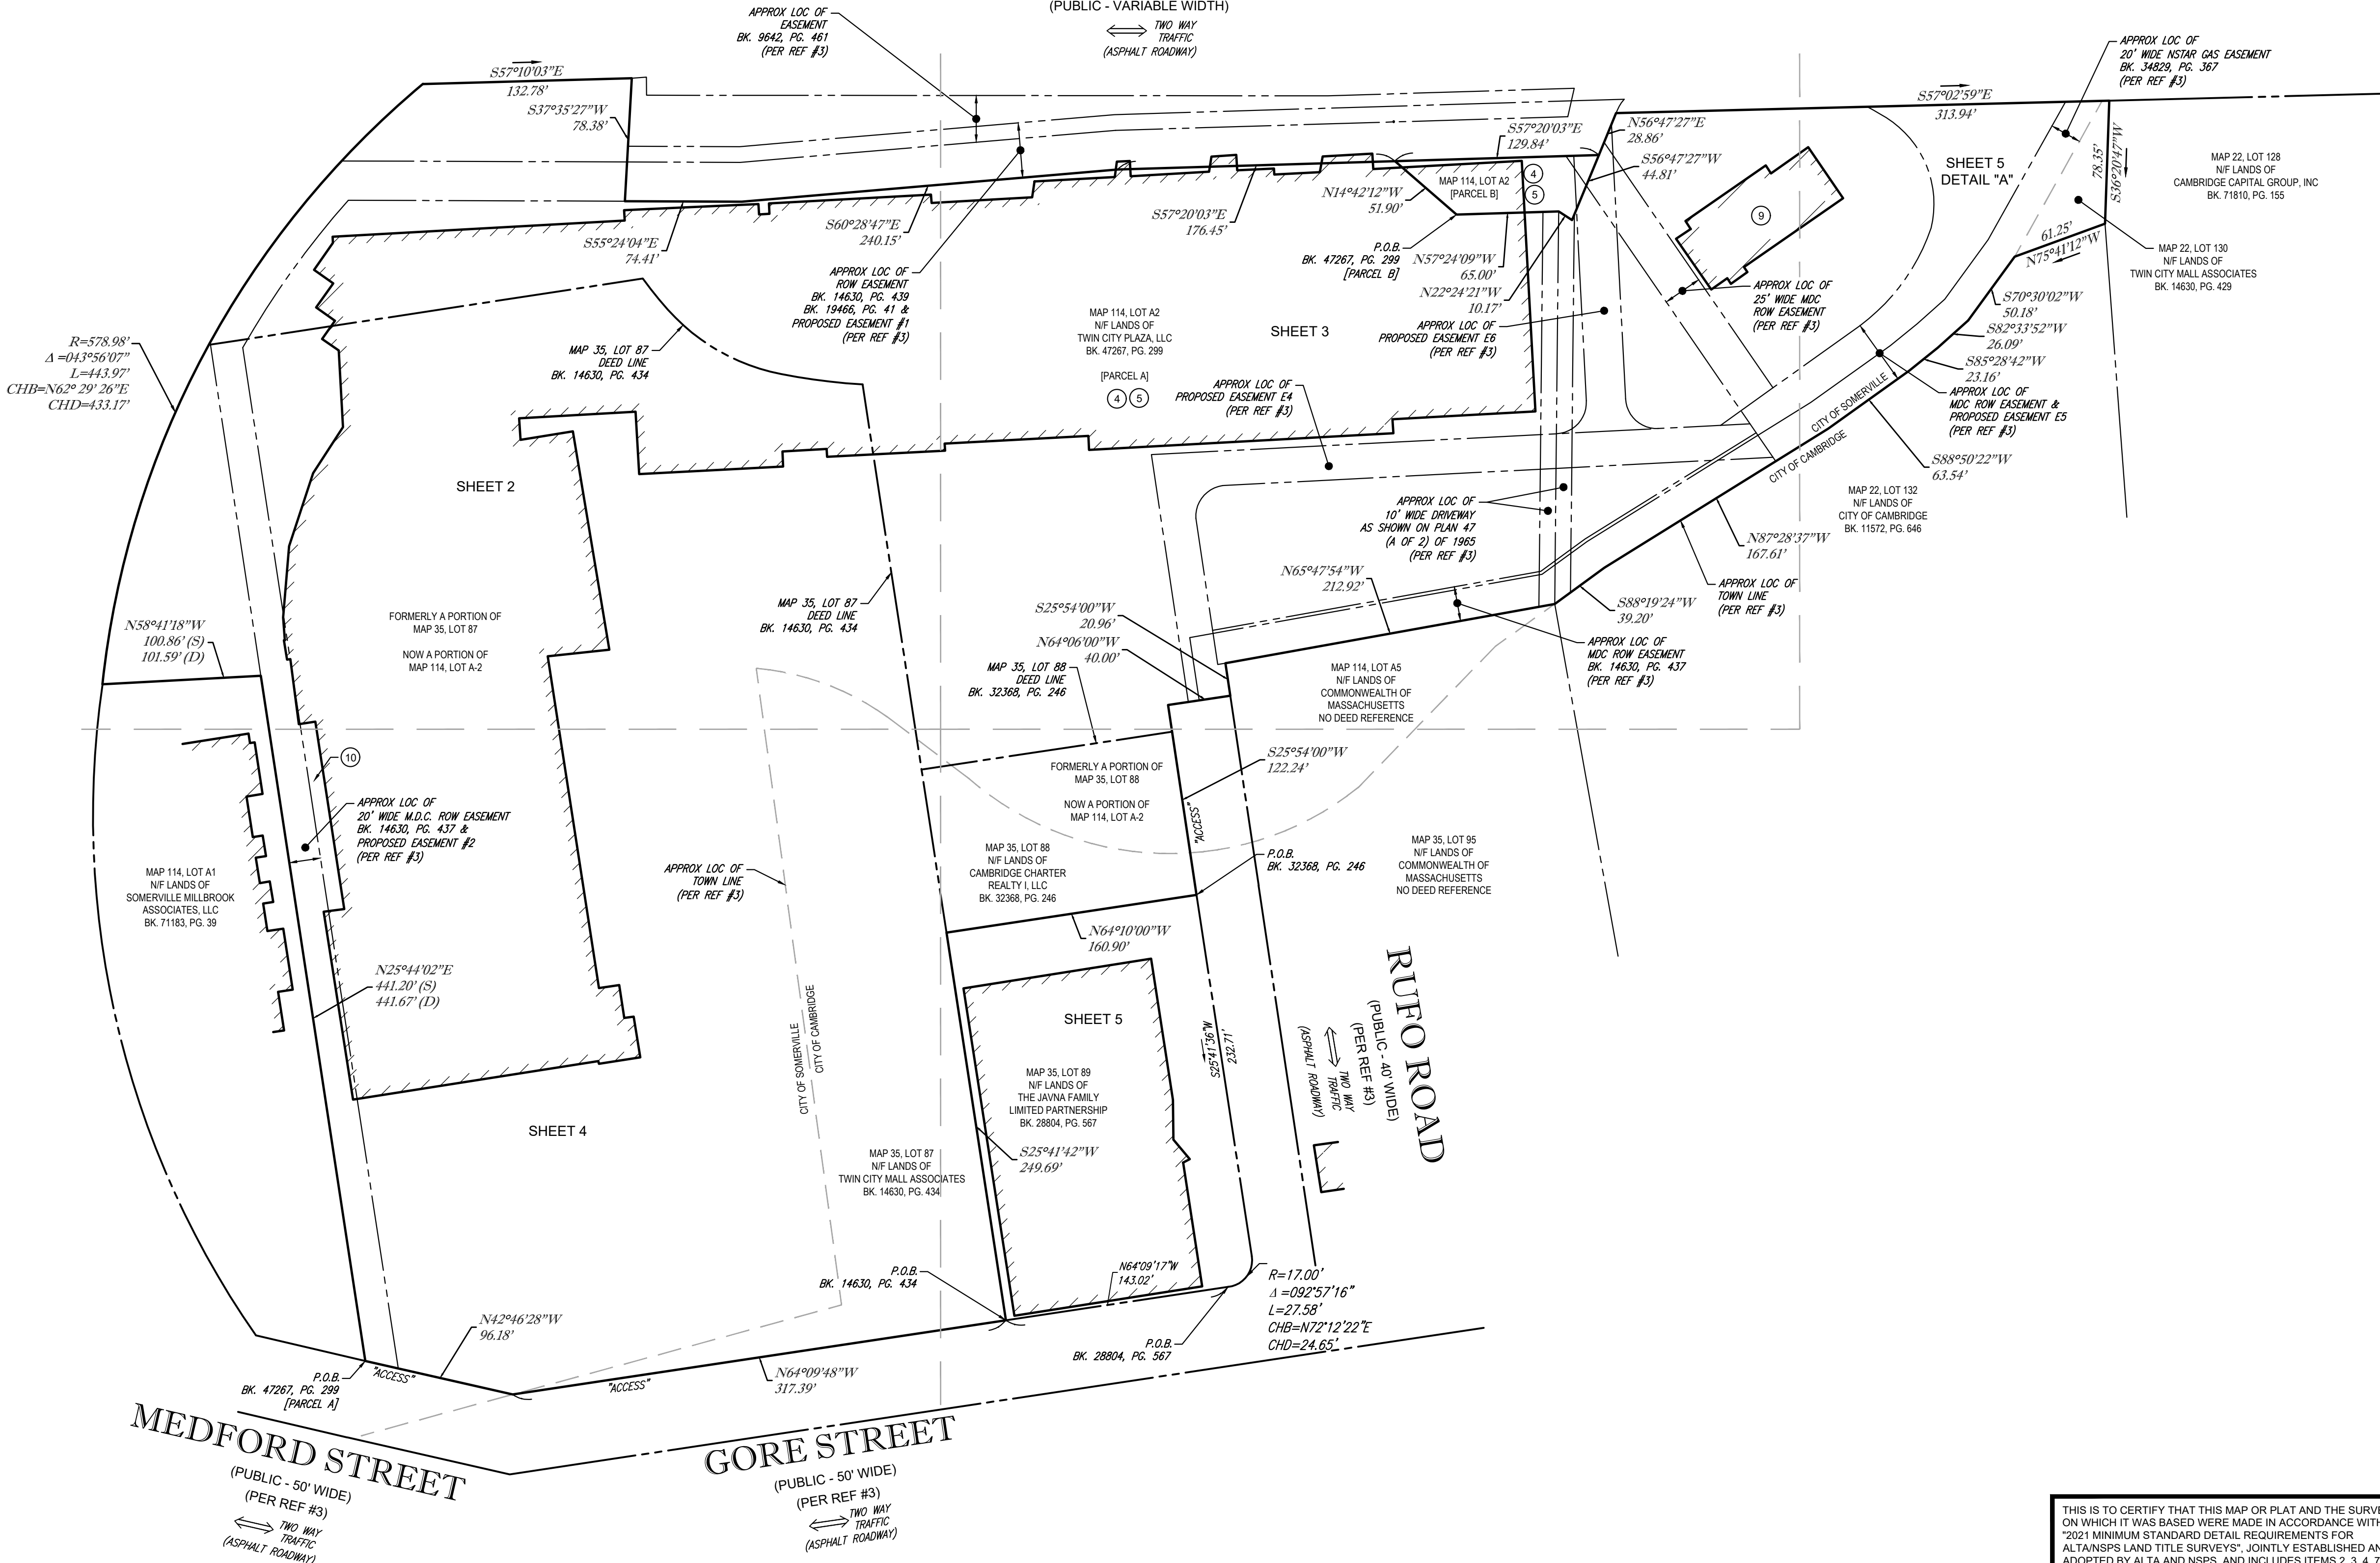 (PUBLIC - VARIABLE WIDTH)
TWO WAY
TRAFFIC
(ASPHALT ROADWAY)
APPROX LOC OF
EASEMENT
BK. 9642, PG. 461
(PER REF #3)
APPROX LOC OF
20' WIDE NSTAR GAS EASEMENT
BK. 34829, PG. 367
(PER REF #3)
S57°10'03"E
132.78'
S37°35'27"W
78.38'
S57°02'59"E
313.94'
S57°20'03"E
129.84'
N56°47'27"E
28.86'
S56°47'27"W
44.81'
SHEET 5
DETAIL "A"
78.35'
S36°20'47"W
MAP 22, LOT 128
N/F LANDS OF
CAMBRIDGE CAPITAL GROUP, INC
BK. 71810, PG. 155
N14°42'12"W
51.90'
MAP 114, LOT A2
[PARCEL B]
4
5
9
S55°24'04"E
74.41'
S60°28'47"E
240.15'
S57°20'03"E
176.45'
P.O.B.
BK. 47267, PG. 299
[PARCEL B]
N57°24'09"W
65.00'
N22°24'21"W
10.17'
61.25'
N75°41'12"W
MAP 22, LOT 130
N/F LANDS OF
TWIN CITY MALL ASSOCIATES
BK. 14630, PG. 429
APPROX LOC OF
ROW EASEMENT
BK. 14630, PG. 439
BK. 19466, PG. 41 &
PROPOSED EASEMENT #1
(PER REF #3)
APPROX LOC OF
25' WIDE MDC
ROW EASEMENT
(PER REF #3)
S70°30'02"W
50.18'
S82°33'52"W
26.09'
S85°28'42"W
23.16'
R=578.98'
Δ =043°56'07"
L=443.97'
CHB=N62° 29' 26"E
CHD=433.17'
MAP 35, LOT 87
DEED LINE
BK. 14630, PG. 434
MAP 114, LOT A2
N/F LANDS OF
TWIN CITY PLAZA, LLC
BK. 47267, PG. 299
[PARCEL A]
4 5
SHEET 3
APPROX LOC OF
PROPOSED EASEMENT E6
(PER REF #3)
APPROX LOC OF
PROPOSED EASEMENT E4
(PER REF #3)
APPROX LOC OF
MDC ROW EASEMENT &
PROPOSED EASEMENT E5
(PER REF #3)
CITY OF SOMERVILLE
CITY OF CAMBRIDGE
S88°50'22"W
63.54'
SHEET 2
MAP 22, LOT 132
N/F LANDS OF
CITY OF CAMBRIDGE
BK. 11572, PG. 646
APPROX LOC OF
10' WIDE DRIVEWAY
AS SHOWN ON PLAN 47
(A OF 2) OF 1965
(PER REF #3)
N87°28'37"W
167.61'
N65°47'54"W
212.92'
APPROX LOC OF
TOWN LINE
(PER REF #3)
MAP 35, LOT 87
DEED LINE
BK. 14630, PG. 434
S25°54'00"W
20.96'
N64°06'00"W
40.00'
S88°19'24"W
39.20'
FORMERLY A PORTION OF
MAP 35, LOT 87
NOW A PORTION OF
MAP 114, LOT A-2
N58°41'18"W
100.86' (S)
101.59' (D)
MAP 35, LOT 88
DEED LINE
BK. 32368, PG. 246
MAP 114, LOT A5
N/F LANDS OF
COMMONWEALTH OF
MASSACHUSETTS
NO DEED REFERENCE
APPROX LOC OF
MDC ROW EASEMENT
BK. 14630, PG. 437
(PER REF #3)
10
FORMERLY A PORTION OF
MAP 35, LOT 88
NOW A PORTION OF
MAP 114, LOT A-2
S25°54'00"W
122.24'
"ACCESS"
APPROX LOC OF
20' WIDE M.D.C. ROW EASEMENT
BK. 14630, PG. 437 &
PROPOSED EASEMENT #2
(PER REF #3)
MAP 114, LOT A1
N/F LANDS OF
SOMERVILLE MILLBROOK
ASSOCIATES, LLC
BK. 71183, PG. 39
APPROX LOC OF
TOWN LINE
(PER REF #3)
MAP 35, LOT 88
N/F LANDS OF
CAMBRIDGE CHARTER
REALTY I, LLC
BK. 32368, PG. 246
P.O.B.
BK. 32368, PG. 246
MAP 35, LOT 95
N/F LANDS OF
COMMONWEALTH OF
MASSACHUSETTS
NO DEED REFERENCE
N64°10'00"W
160.90'
N25°44'02"E
441.20' (S)
441.67' (D)
CITY OF SOMERVILLE
CITY OF CAMBRIDGE
SHEET 5
S25°41'36"W
232.71'
RUFO ROAD
(PUBLIC - 40' WIDE)
(PER REF #3)
TWO WAY
TRAFFIC
(ASPHALT ROADWAY)
MAP 35, LOT 89
N/F LANDS OF
THE JAVNA FAMILY
LIMITED PARTNERSHIP
BK. 28804, PG. 567
SHEET 4
MAP 35, LOT 87
N/F LANDS OF
TWIN CITY MALL ASSOCIATES
BK. 14630, PG. 434
S25°41'42"W
249.69'
P.O.B.
BK. 14630, PG. 434
N64°09'17"W
143.02'
R=17.00'
Δ =092°57'16"
L=27.58'
CHB=N72°12'22"E
CHD=24.65'
P.O.B.
BK. 28804, PG. 567
N42°46'28"W
96.18'
P.O.B.
BK. 47267, PG. 299
[PARCEL A]
"ACCESS"
"ACCESS"
N64°09'48"W
317.39'
MEDFORD STREET
(PUBLIC - 50' WIDE)
(PER REF #3)
TWO WAY
TRAFFIC
(ASPHALT ROADWAY)
GORE STREET
(PUBLIC - 50' WIDE)
(PER REF #3)
TWO WAY
TRAFFIC
(ASPHALT ROADWAY)
THIS IS TO CERTIFY THAT THIS MAP OR PLAT AND THE
ON WHICH IT WAS BASED WERE MADE IN ACCORDANCE
"2021 MINIMUM STANDARD DETAIL REQUIREMENTS FOR
ALTA/NSPS LAND TITLE SURVEYS", JOINTLY ESTABLISHED
ADOPTED BY ALTA AND NSPS, AND INCLUDES ITEMS 2, 3, 4,